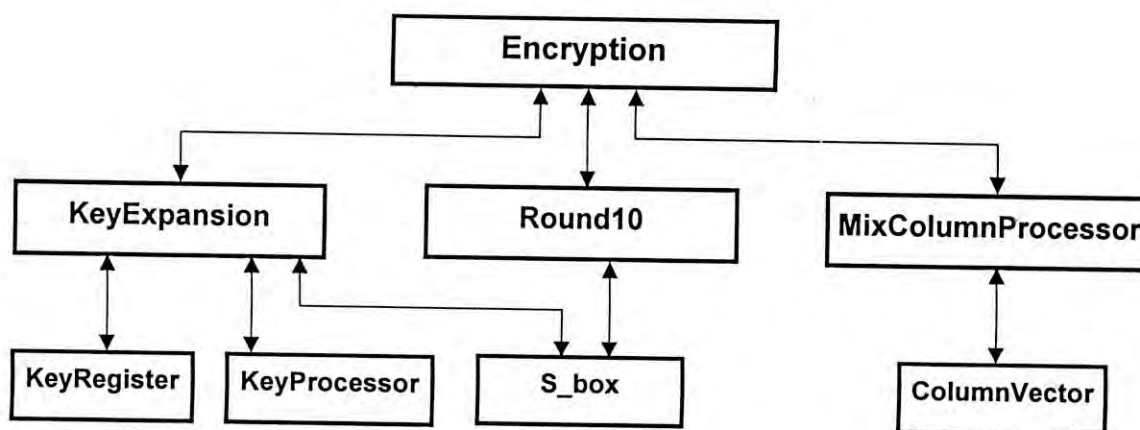 Encryption
KeyExpansion
Round10
MixColumnProcessor
KeyRegister
KeyProcessor
S_box
ColumnVector